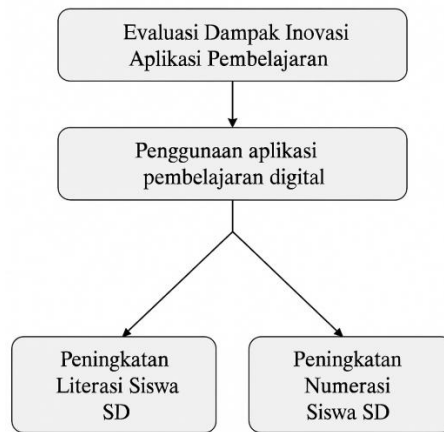 Evaluasi Dampak Inovasi
Aplikasi Pembelajaran
Penggunaan aplikasi
pembelajaran digital
Peningkatan
Literasi Siswa
SD
Peningkatan
Numerasi
Siswa SD